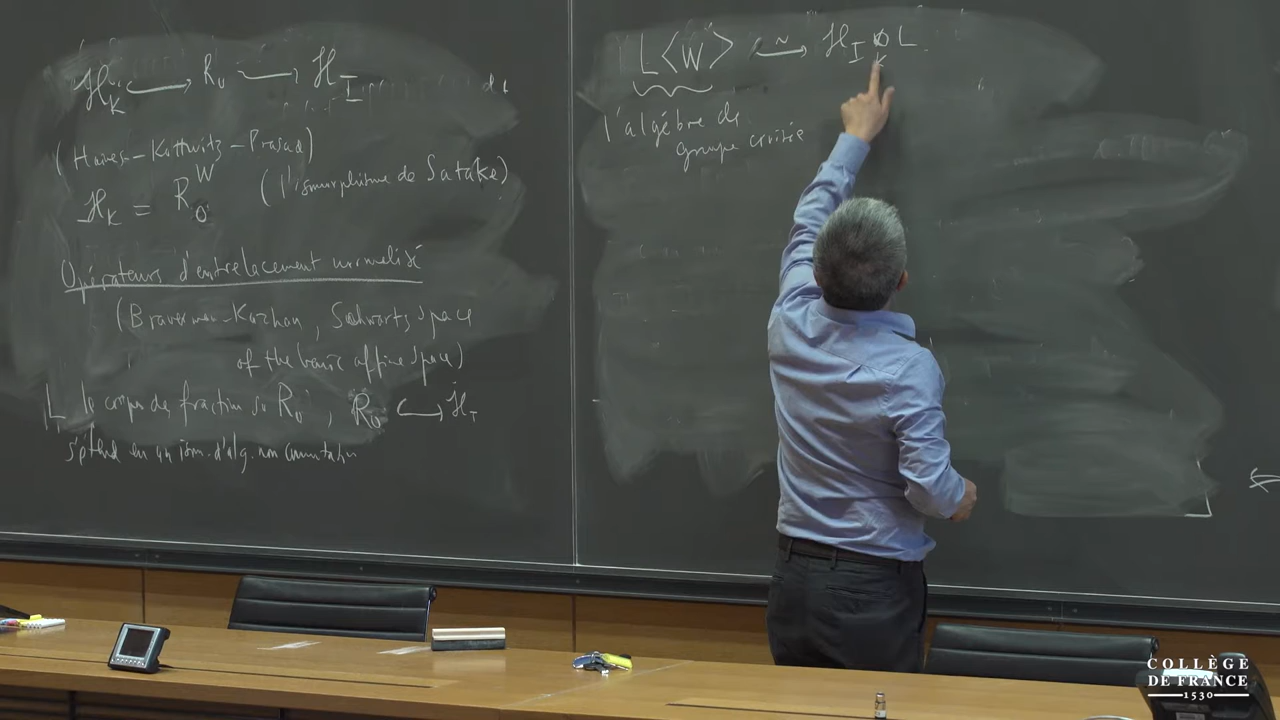 ℋ_K ↪ R_0 ↪ ℋ_I
(Haines-Kottwitz-Prasad)
ℋ_K = R_0^W (l'isomorphisme de Satake)
Opérateurs d'entrelacement normalisé
(Braverman-Kazhdan, Schwartz space
of the basic affine space)
L le corps de fraction de R_0, R_0 ↪ ℋ_I
s'étend en un isom. d'alg. non commutative
L<W> ~→ ℋ_I ⊗ L
l'algèbre de
groupe croisée
COLLÈGE
DE FRANCE
1530